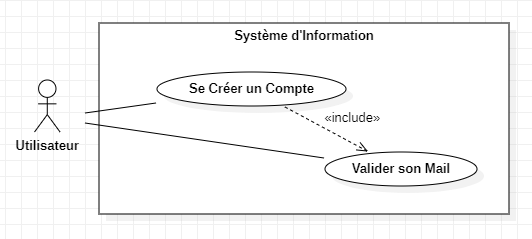 Système d'Information
Se Créer un Compte
«include»
Utilisateur
Valider son Mail